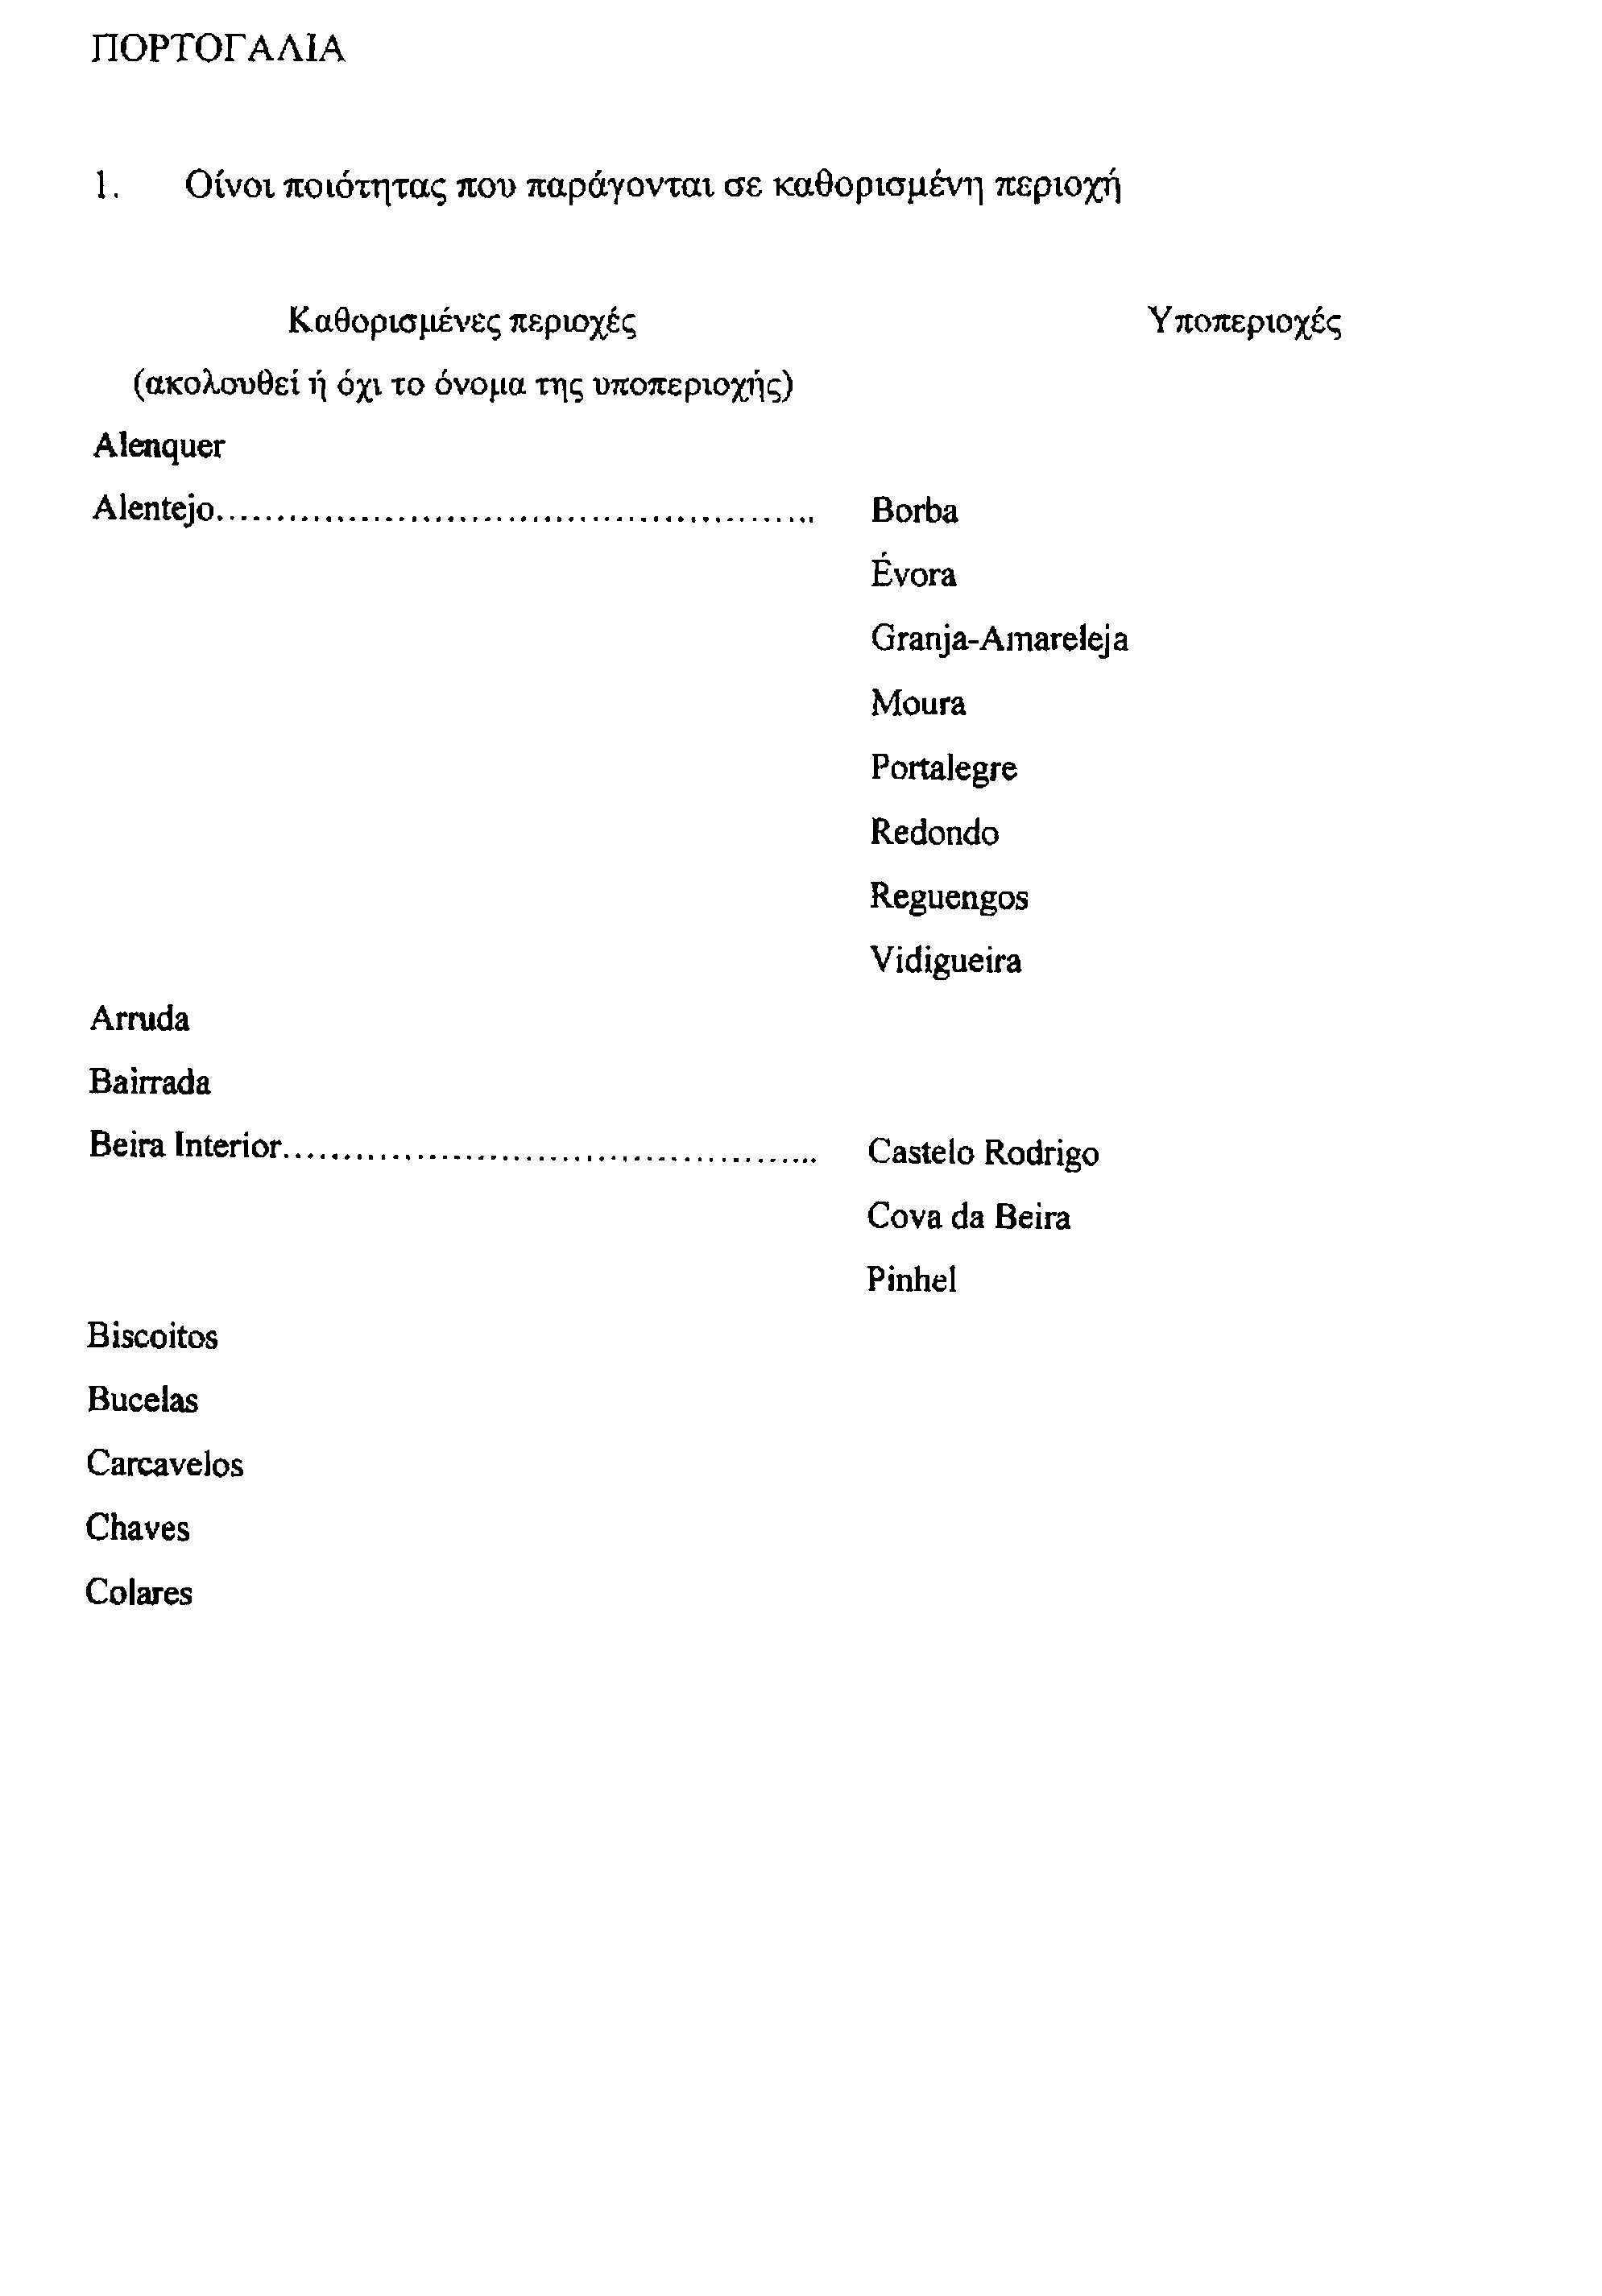 ΠΟΡΤΟΓΑΛΙΑ
1. Οίνοι ποιότητας που παράγονται σε καθορισμένη περιοχή
Καθορισμένες περιοχές Υποπεριοχές
(ακολουθεί ή όχι το όνομα της υποπεριοχής)
Alenquer
Alentejo.................................................. Borba
Évora
Granja-Amareleja
Moura
Portalegre
Redondo
Reguengos
Vidigueira
Arruda
Bairrada
Beira Interior............................................. Castelo Rodrigo
Cova da Beira
Pinhel
Biscoitos
Bucelas
Carcavelos
Chaves
Colares